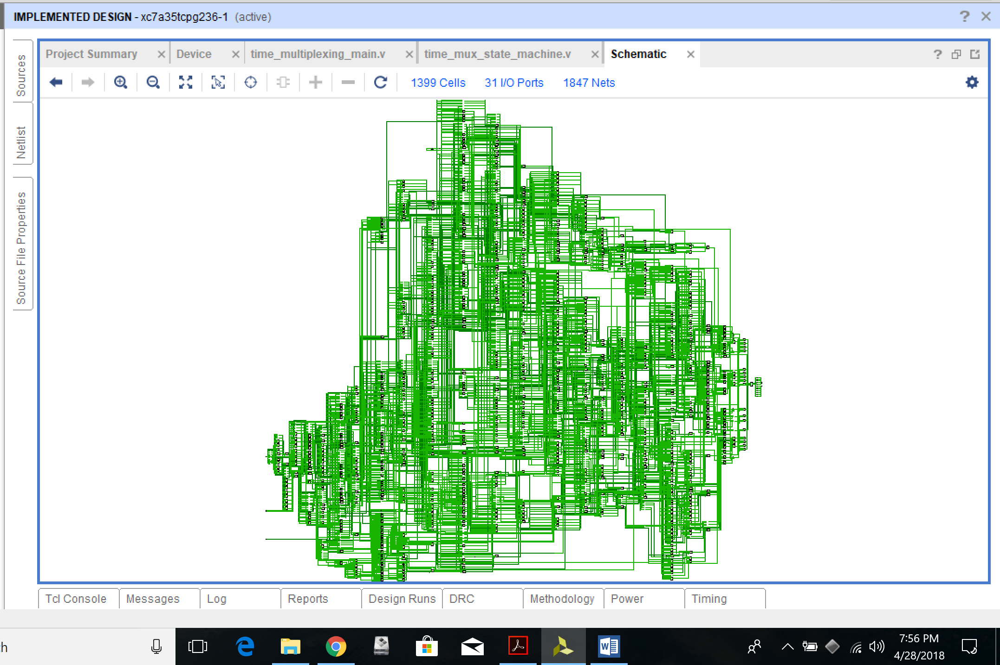 IMPLEMENTED DESIGN - xc7a35tcpg236-1 (active)
Sources
Netlist
Source File Properties
Project Summary
Device
time_multiplexing_main.v
time_mux_state_machine.v
Schematic
1399 Cells
31 I/O Ports
1847 Nets
Tcl Console
Messages
Log
Reports
Design Runs
DRC
Methodology
Power
Timing
h
W
7:56 PM
4/28/2018